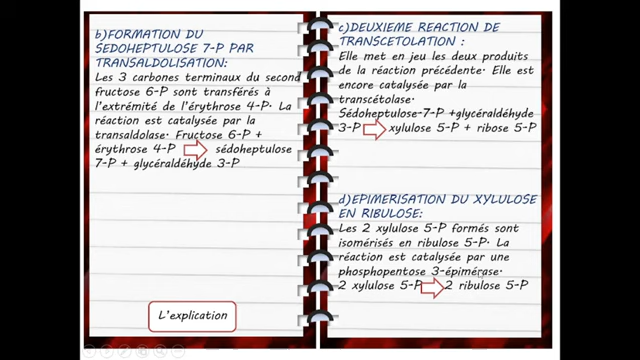 b)FORMATION DU
SEDOHEPTULOSE 7-P PAR
TRANSALDOLISATION:
Les 3 carbones terminaux du second
fructose 6-P sont transférés à
l'extrémité de l'érythrose 4-P. La
réaction est catalysée par la
transaldolase. Fructose 6-P +
érythrose 4-P sédoheptulose
7-P + glycéraldéhyde 3-P
L'explication
c)DEUXIEME REACTION DE
TRANSCETOLATION :
Elle met en jeu les deux produits
de la réaction précédente. Elle est
encore catalysée par la
transcétolase.
Sédoheptulose-7-P +glycéraldéhyde
3-P xylulose 5-P + ribose 5-P
d)EPIMERISATION DU XYLULOSE
EN RIBULOSE:
Les 2 xylulose 5-P formés sont
isomérisés en ribulose 5-P. La
réaction est catalysée par une
phosphopentose 3-épimérase.
2 xylulose 5-P 2 ribulose 5-P